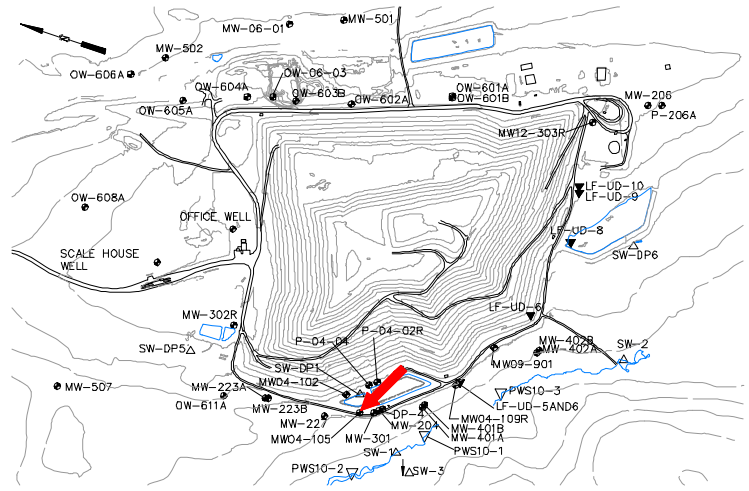 MW-06-01
MW-501
MW-502
OW-606A
OW-604A
OW-06-03
OW-603B
OW-602A
OW-601A
OW-601B
MW-206
P-206A
OW-605A
MW12-303R
OW-608A
OFFICE WELL
LF-UD-10
LF-UD-9
LF-UD-8
SW-DP6
SCALE HOUSE
WELL
MW-302R
LF-UD-6
SW-DP5
P-04-04
P-04-02R
SW-DP1
MW04-102
MW-402B
MW-402A
SW-2
MW09-901
MW-507
MW-223A
OW-611A
MW-223B
MW-227
MW04-105
MW-301
DP-4
MW-204
PWS10-3
LF-UD-5AND6
MW04-109R
MW-401B
MW-401A
PWS10-1
SW-1
PWS10-2
SW-3